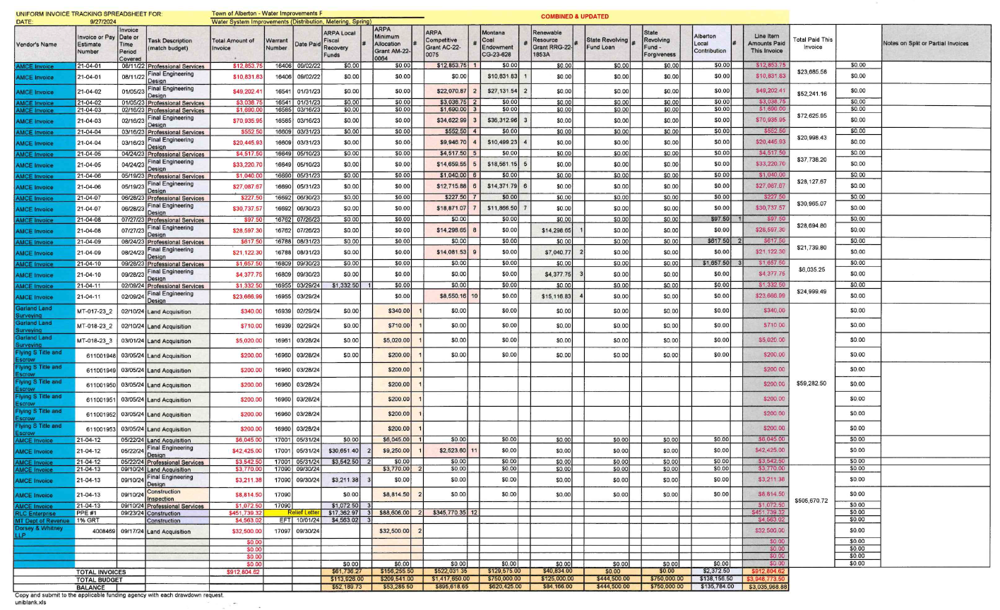 UNIFORM INVOICE TRACKING SPREADSHEET FOR: Town of Alberton - Water Improvements F COMBINED & UPDATED
DATE: 9/27/2024 Water System Improvements (Distribution, Metering, Spring)
Vendor's Name Invoice or Pay Estimate Number Invoice Date or Time Period Covered Task Description (match budget) Total Amount of Invoice Warrant Number Date Paid ARPA Local Fiscal Recovery Funds # ARPA Minimum Allocation Grant AM-22-0064 # ARPA Competitive Grant AC-22-0075 # Montana Coal Endowment CG-23-628 # Renewable Resource Grant RRG-22-1853A # State Revolving Fund Loan # State Revolving Fund - Forgiveness Alberton Local Contribution # Line Item Amounts Paid This Invoice Total Paid This Invoice Notes on Split or Partial Invoices
AMCE Invoice 21-04-01 08/11/22 Professional Services $12,853.75 16406 09/02/22 $0.00 $0.00 $12,853.75 1 $0.00 $0.00 $0.00 $0.00 $0.00 $12,853.75 $23,685.58 $0.00
AMCE Invoice 21-04-01 08/11/22 Final Engineering Design $10,831.83 16406 09/02/22 $0.00 $0.00 $0.00 $10,831.83 1 $0.00 $0.00 $0.00 $0.00 $10,831.83 $0.00
AMCE Invoice 21-04-02 01/05/23 Final Engineering Design $49,202.41 16541 01/31/23 $0.00 $0.00 $22,070.87 2 $27,131.54 2 $0.00 $0.00 $0.00 $0.00 $49,202.41 $52,241.16 $0.00
AMCE Invoice 21-04-02 01/05/23 Professional Services $3,038.75 16541 01/31/23 $0.00 $0.00 $3,038.75 2 $0.00 $0.00 $0.00 $0.00 $0.00 $3,038.75 $0.00
AMCE Invoice 21-04-03 02/16/23 Professional Services $1,690.00 16585 03/16/23 $0.00 $0.00 $1,690.00 3 $0.00 $0.00 $0.00 $0.00 $0.00 $1,690.00 $72,625.95 $0.00
AMCE Invoice 21-04-03 02/16/23 Final Engineering Design $70,935.95 16585 03/16/23 $0.00 $0.00 $34,622.99 3 $36,312.96 3 $0.00 $0.00 $0.00 $0.00 $70,935.95 $0.00
AMCE Invoice 21-04-04 03/16/23 Professional Services $552.50 16609 03/31/23 $0.00 $0.00 $552.50 4 $0.00 $0.00 $0.00 $0.00 $0.00 $552.50 $20,998.43 $0.00
AMCE Invoice 21-04-04 03/16/23 Final Engineering Design $20,445.93 16609 03/31/23 $0.00 $0.00 $9,946.70 4 $10,499.23 4 $0.00 $0.00 $0.00 $0.00 $20,445.93 $0.00
AMCE Invoice 21-04-05 04/24/23 Professional Services $4,517.50 16649 05/10/23 $0.00 $0.00 $4,517.50 5 $0.00 $0.00 $0.00 $0.00 $0.00 $4,517.50 $37,738.20 $0.00
AMCE Invoice 21-04-05 04/24/23 Final Engineering Design $33,220.70 16649 05/10/23 $0.00 $0.00 $14,659.55 5 $18,561.15 5 $0.00 $0.00 $0.00 $0.00 $33,220.70 $0.00
AMCE Invoice 21-04-06 05/19/23 Professional Services $1,040.00 16690 05/31/23 $0.00 $0.00 $1,040.00 6 $0.00 $0.00 $0.00 $0.00 $0.00 $1,040.00 $28,127.67 $0.00
AMCE Invoice 21-04-06 05/19/23 Final Engineering Design $27,087.67 16690 05/31/23 $0.00 $0.00 $12,715.88 6 $14,371.79 6 $0.00 $0.00 $0.00 $0.00 $27,087.67 $0.00
AMCE Invoice 21-04-07 06/28/23 Professional Services $227.50 16692 06/30/23 $0.00 $0.00 $227.50 7 $0.00 $0.00 $0.00 $0.00 $0.00 $227.50 $30,965.07 $0.00
AMCE Invoice 21-04-07 06/28/23 Final Engineering Design $30,737.57 16692 06/30/23 $0.00 $0.00 $18,871.07 7 $11,866.50 7 $0.00 $0.00 $0.00 $0.00 $30,737.57 $0.00
AMCE Invoice 21-04-08 07/27/23 Professional Services $97.50 16762 07/26/23 $0.00 $0.00 $0.00 $0.00 $0.00 $0.00 $0.00 $97.50 1 $97.50 $28,694.80 $0.00
AMCE Invoice 21-04-08 07/27/23 Final Engineering Design $28,597.30 16762 07/26/23 $0.00 $0.00 $14,298.65 8 $0.00 $14,298.65 1 $0.00 $0.00 $0.00 $28,597.30 $0.00
AMCE Invoice 21-04-09 08/24/23 Professional Services $617.50 16788 08/31/23 $0.00 $0.00 $0.00 $0.00 $0.00 $0.00 $0.00 $617.50 2 $617.50 $21,739.80 $0.00
AMCE Invoice 21-04-09 08/24/23 Final Engineering Design $21,122.30 16788 08/31/23 $0.00 $0.00 $14,081.53 9 $0.00 $7,040.77 2 $0.00 $0.00 $0.00 $21,122.30 $0.00
AMCE Invoice 21-04-10 09/28/23 Professional Services $1,657.50 16809 09/30/23 $0.00 $0.00 $0.00 $0.00 $0.00 $0.00 $0.00 $1,657.50 3 $1,657.50 $6,035.25 $0.00
AMCE Invoice 21-04-10 09/28/23 Final Engineering Design $4,377.75 16809 09/30/23 $0.00 $0.00 $0.00 $0.00 $4,377.75 3 $0.00 $0.00 $0.00 $4,377.75 $0.00
AMCE Invoice 21-04-11 02/09/24 Professional Services $1,332.50 16955 03/29/24 $1,332.50 1 $0.00 $0.00 $0.00 $0.00 $0.00 $0.00 $0.00 $1,332.50 $24,999.49 $0.00
AMCE Invoice 21-04-11 02/09/24 Final Engineering Design $23,666.99 16955 03/29/24 $0.00 $8,550.16 10 $0.00 $15,116.83 4 $0.00 $0.00 $0.00 $23,666.99 $0.00
Garland Land Surveying MT-017-23_2 02/10/24 Land Acquisition $340.00 16939 02/29/24 $0.00 $340.00 1 $0.00 $0.00 $0.00 $0.00 $0.00 $0.00 $340.00 $0.00
Garland Land Surveying MT-018-23_2 02/10/24 Land Acquisition $710.00 16939 02/29/24 $0.00 $710.00 1 $0.00 $0.00 $0.00 $0.00 $0.00 $0.00 $710.00 $0.00
Garland Land Surveying MT-018-23_3 03/01/24 Land Acquisition $5,020.00 16961 03/28/24 $0.00 $5,020.00 1 $0.00 $0.00 $0.00 $0.00 $0.00 $0.00 $5,020.00 $0.00
Flying S Title and Escrow 611001948 03/05/24 Land Acquisition $200.00 16960 03/28/24 $0.00 $200.00 1 $0.00 $0.00 $0.00 $0.00 $0.00 $0.00 $200.00 $0.00
Flying S Title and Escrow 611001949 03/05/24 Land Acquisition $200.00 16960 03/28/24 $200.00 1 $200.00 $0.00
Flying S Title and Escrow 611001950 03/05/24 Land Acquisition $200.00 16960 03/28/24 $200.00 1 $200.00 $59,282.50 $0.00
Flying S Title and Escrow 611001951 03/05/24 Land Acquisition $200.00 16960 03/28/24 $200.00 1 $200.00 $0.00
Flying S Title and Escrow 611001952 03/05/24 Land Acquisition $200.00 16960 03/28/24 $200.00 1 $200.00 $0.00
Flying S Title and Escrow 611001953 03/05/24 Land Acquisition $200.00 16960 03/28/24 $200.00 1 $200.00 $0.00
AMCE Invoice 21-04-12 05/22/24 Land Acquisition $6,045.00 17001 05/31/24 $0.00 $6,045.00 1 $0.00 $0.00 $0.00 $0.00 $0.00 $0.00 $6,045.00 $0.00
AMCE Invoice 21-04-12 05/22/24 Final Engineering Design $42,425.00 17001 05/31/24 $30,651.40 2 $9,250.00 1 $2,523.60 11 $0.00 $0.00 $0.00 $0.00 $0.00 $42,425.00 $0.00
AMCE Invoice 21-04-12 05/22/24 Professional Services $3,542.50 17001 05/31/24 $3,542.50 2 $0.00 $0.00 $0.00 $0.00 $0.00 $0.00 $0.00 $3,542.50 $0.00
AMCE Invoice 21-04-13 09/10/24 Land Acquisition $3,770.00 17090 09/30/24 $3,770.00 2 $0.00 $0.00 $0.00 $0.00 $0.00 $0.00 $3,770.00 $0.00
AMCE Invoice 21-04-13 09/10/24 Final Engineering Design $3,211.38 17090 09/30/24 $3,211.38 3 $0.00 $0.00 $0.00 $0.00 $0.00 $0.00 $0.00 $3,211.38 $0.00
AMCE Invoice 21-04-13 09/10/24 Construction Inspection $8,814.50 17090 $0.00 $8,814.50 2 $0.00 $0.00 $0.00 $0.00 $0.00 $0.00 $8,814.50 $505,670.72 $0.00
AMCE Invoice 21-04-13 09/10/24 Professional Services $1,072.50 17090 $1,072.50 3 $1,072.50 $0.00
RLC Enterprise PPE #1 09/23/24 Construction $451,739.32 Relief Letter $17,362.97 3 $88,606.00 2 $345,770.35 12 $451,739.32 $0.00
MT Dept of Revenue 1% GRT Construction $4,563.02 EFT 10/01/24 $4,563.02 3 $4,563.02 $0.00
Dorsey & Whitney LLP 4008469 09/17/24 Land Acquisition $32,500.00 17097 09/30/24 $32,500.00 2 $32,500.00 $0.00
$0.00 $0.00 $0.00
$0.00 $0.00 $0.00
$0.00 $0.00 $0.00
$0.00 $0.00 $0.00 $0.00 $0.00 $0.00 $0.00 $0.00 $0.00 $0.00 $0.00
TOTAL INVOICES $912,804.62 $61,736.27 $156,255.50 $522,031.35 $129,575.00 $40,834.00 $0.00 $0.00 $2,372.50 $912,804.62
TOTAL BUDGET $113,926.00 $209,541.00 $1,417,650.00 $750,000.00 $125,000.00 $444,500.00 $750,000.00 $138,156.50 $3,948,773.50
BALANCE $52,189.73 $53,285.50 $895,618.65 $620,425.00 $84,166.00 $444,500.00 $750,000.00 $135,784.00 $3,035,968.88
Copy and submit to the applicable funding agency with each drawdown request.
uniblank.xls